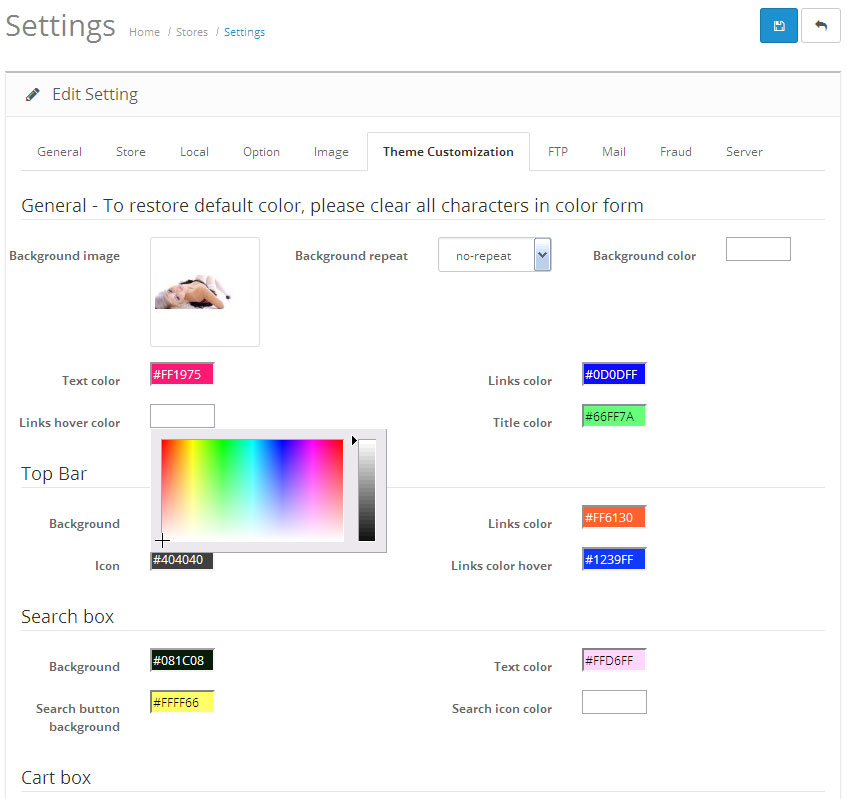 Settings Home / Stores / Settings
Edit Setting
General Store Local Option Image Theme Customization FTP Mail Fraud Server
General - To restore default color, please clear all characters in color form
Background image Background repeat no-repeat Background color
Text color #FF1975 Links color #0D0DFF
Links hover color Title color #66FF7A
Top Bar
Background Links color #FF6130
Icon #404040 Links color hover #1239FF
Search box
Background #081C08 Text color #FFD6FF
Search button #FFFF66 Search icon color
background
Cart box